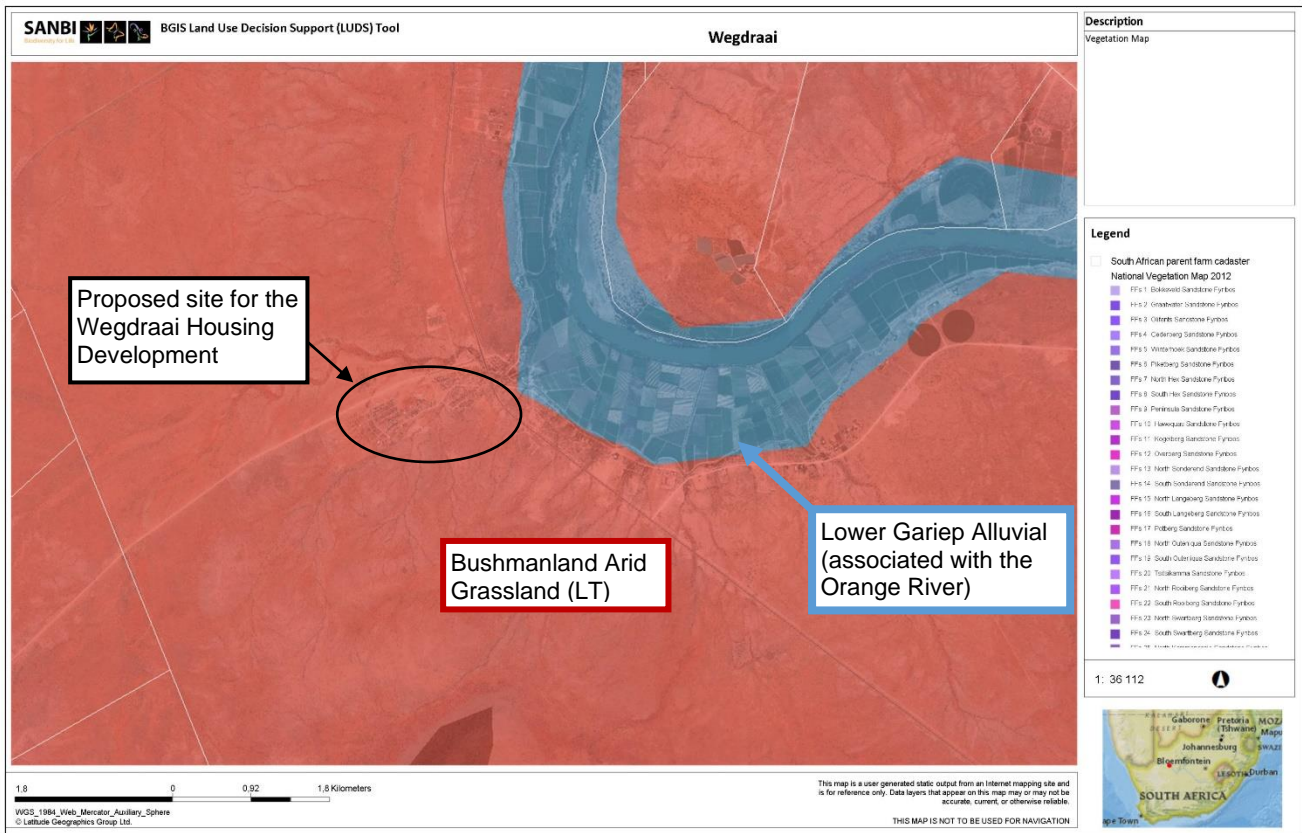 SANBI
Biodiversity for Life
BGIS Land Use Decision Support (LUDS) Tool
Wegdraai
Description
Vegetation Map
Proposed site for the
Wegdraai Housing
Development
Bushmanland Arid
Grassland (LT)
Lower Gariep Alluvial
(associated with the
Orange River)
Legend
South African parent farm cadaster
National Vegetation Map 2012
FFs 1 Bokkeveld Sandstone Fynbos
FFs 2 Graafwater Sandstone Fynbos
FFs 3 Olifants Sandstone Fynbos
FFs 4 Cederberg Sandstone Fynbos
FFs 5 Winterhoek Sandstone Fynbos
FFs 6 Piketberg Sandstone Fynbos
FFs 7 North Hex Sandstone Fynbos
FFs 8 South Hex Sandstone Fynbos
FFs 9 Peninsula Sandstone Fynbos
FFs 10 Hawequas Sandstone Fynbos
FFs 11 Kogelberg Sandstone Fynbos
FFs 12 Overberg Sandstone Fynbos
FFs 13 North Sonderend Sandstone Fynbos
FFs 14 South Sonderend Sandstone Fynbos
FFs 15 North Langeberg Sandstone Fynbos
FFs 16 South Langeberg Sandstone Fynbos
FFs 17 Potberg Sandstone Fynbos
FFs 18 North Outeniqua Sandstone Fynbos
FFs 19 South Outeniqua Sandstone Fynbos
FFs 20 Tsitsikamma Sandstone Fynbos
FFs 21 North Rooiberg Sandstone Fynbos
FFs 22 South Rooiberg Sandstone Fynbos
FFs 23 North Swartberg Sandstone Fynbos
FFs 24 South Swartberg Sandstone Fynbos
1: 36 112
Gaborone Pretoria MOZ
DESERT (Tshwane) Mapu
Johannesburg SWAZI
Bloemfontein
LESOTHO Durban
SOUTH AFRICA
ape Town
1,8 0 0,92 1,8 Kilometers
WGS_1984_Web_Mercator_Auxiliary_Sphere
© Latitude Geographics Group Ltd.
This map is a user generated static output from an Internet mapping site and
is for reference only. Data layers that appear on this map may or may not be
accurate, current, or otherwise reliable.
THIS MAP IS NOT TO BE USED FOR NAVIGATION